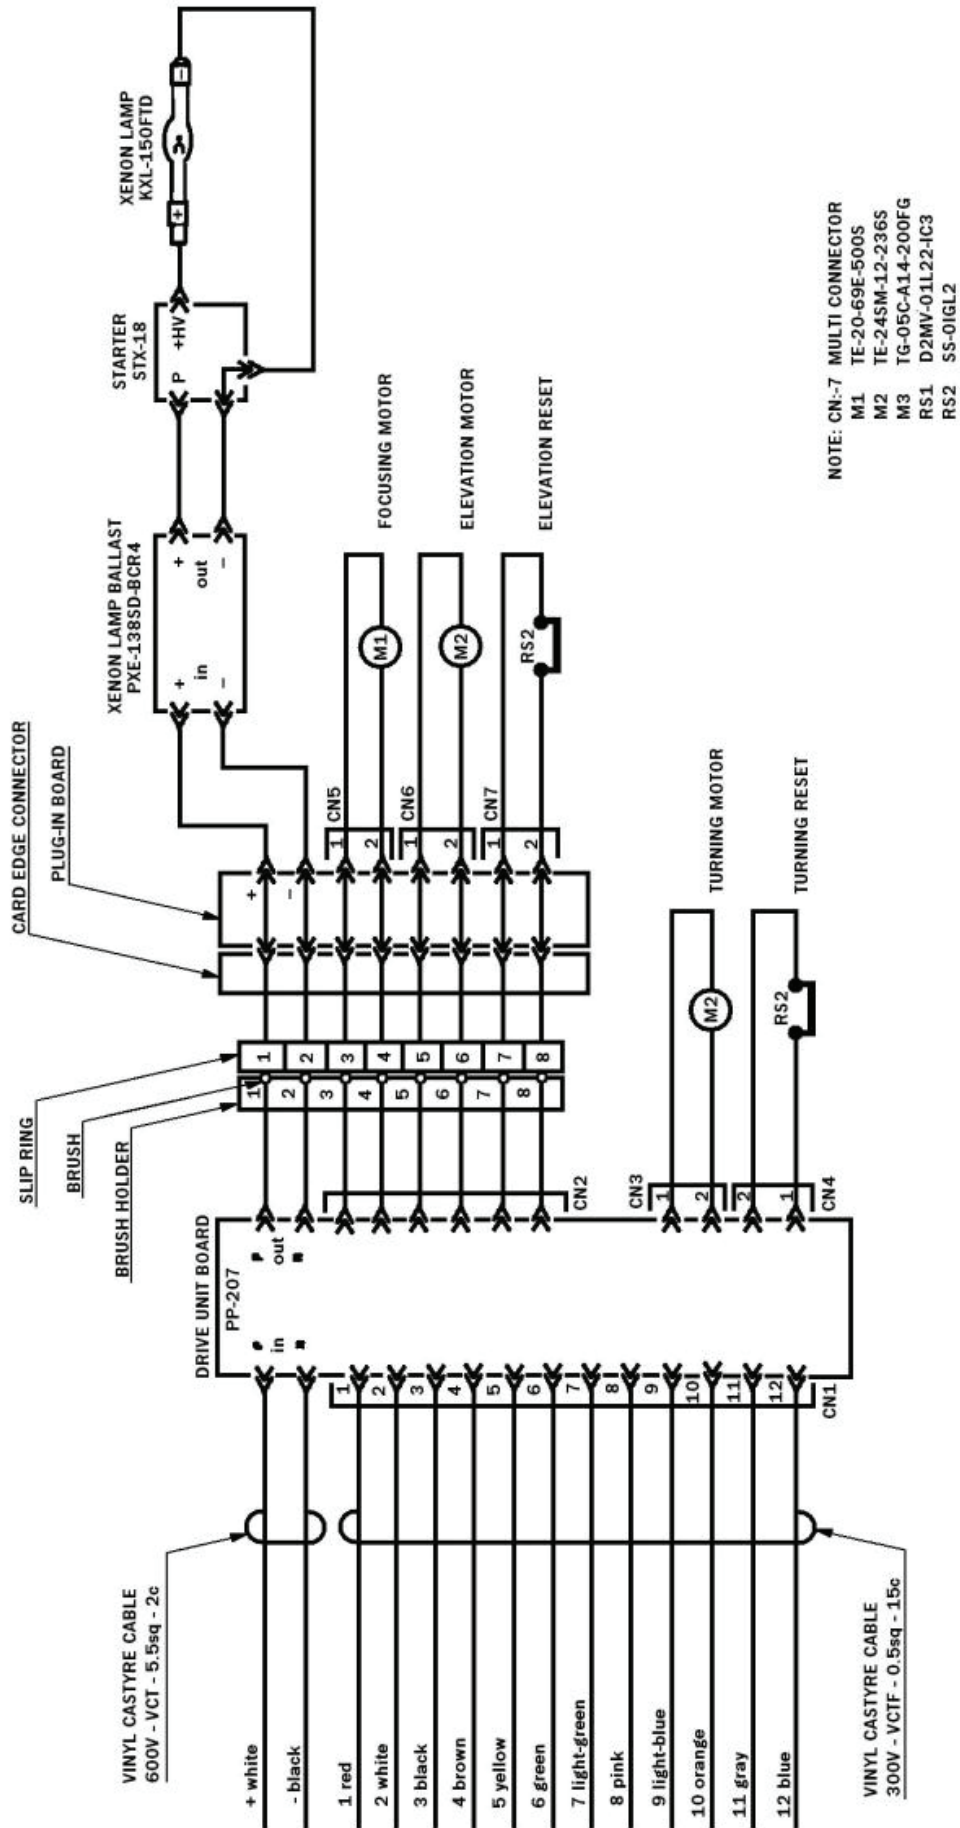 XENON LAMP
KXL-150FTD
+
−
STARTER
STX-18
P +HV
XENON LAMP BALLAST
PXE-138SD-BCR4
+ +
in out
− −
CARD EDGE CONNECTOR
PLUG-IN BOARD
+
−
SLIP RING
BRUSH
BRUSH HOLDER
1 1
2 2
3 3
4 4
5 5
6 6
7 7
8 8
CN5
1
2
M1
FOCUSING MOTOR
CN6
1
2
M2
ELEVATION MOTOR
CN7
1
2
RS2
ELEVATION RESET
DRIVE UNIT BOARD
PP-207
P P
in out
CN2
CN3
1
2
M2
TURNING MOTOR
2
1
CN4
RS2
TURNING RESET
1
2
3
4
5
6
7
8
9
10
11
12
CN1
VINYL CASTYRE CABLE
600V - VCT - 5.5sq - 2c
+ white
- black
1 red
2 white
3 black
4 brown
5 yellow
6 green
7 light-green
8 pink
9 light-blue
10 orange
11 gray
12 blue
VINYL CASTYRE CABLE
300V - VCTF - 0.5sq - 15c
NOTE: CN:-7 MULTI CONNECTOR
M1 TE-20-69E-500S
M2 TE-24SM-12-236S
M3 TG-05C-A14-200FG
RS1 D2MV-01L22-IC3
RS2 SS-0IGL2